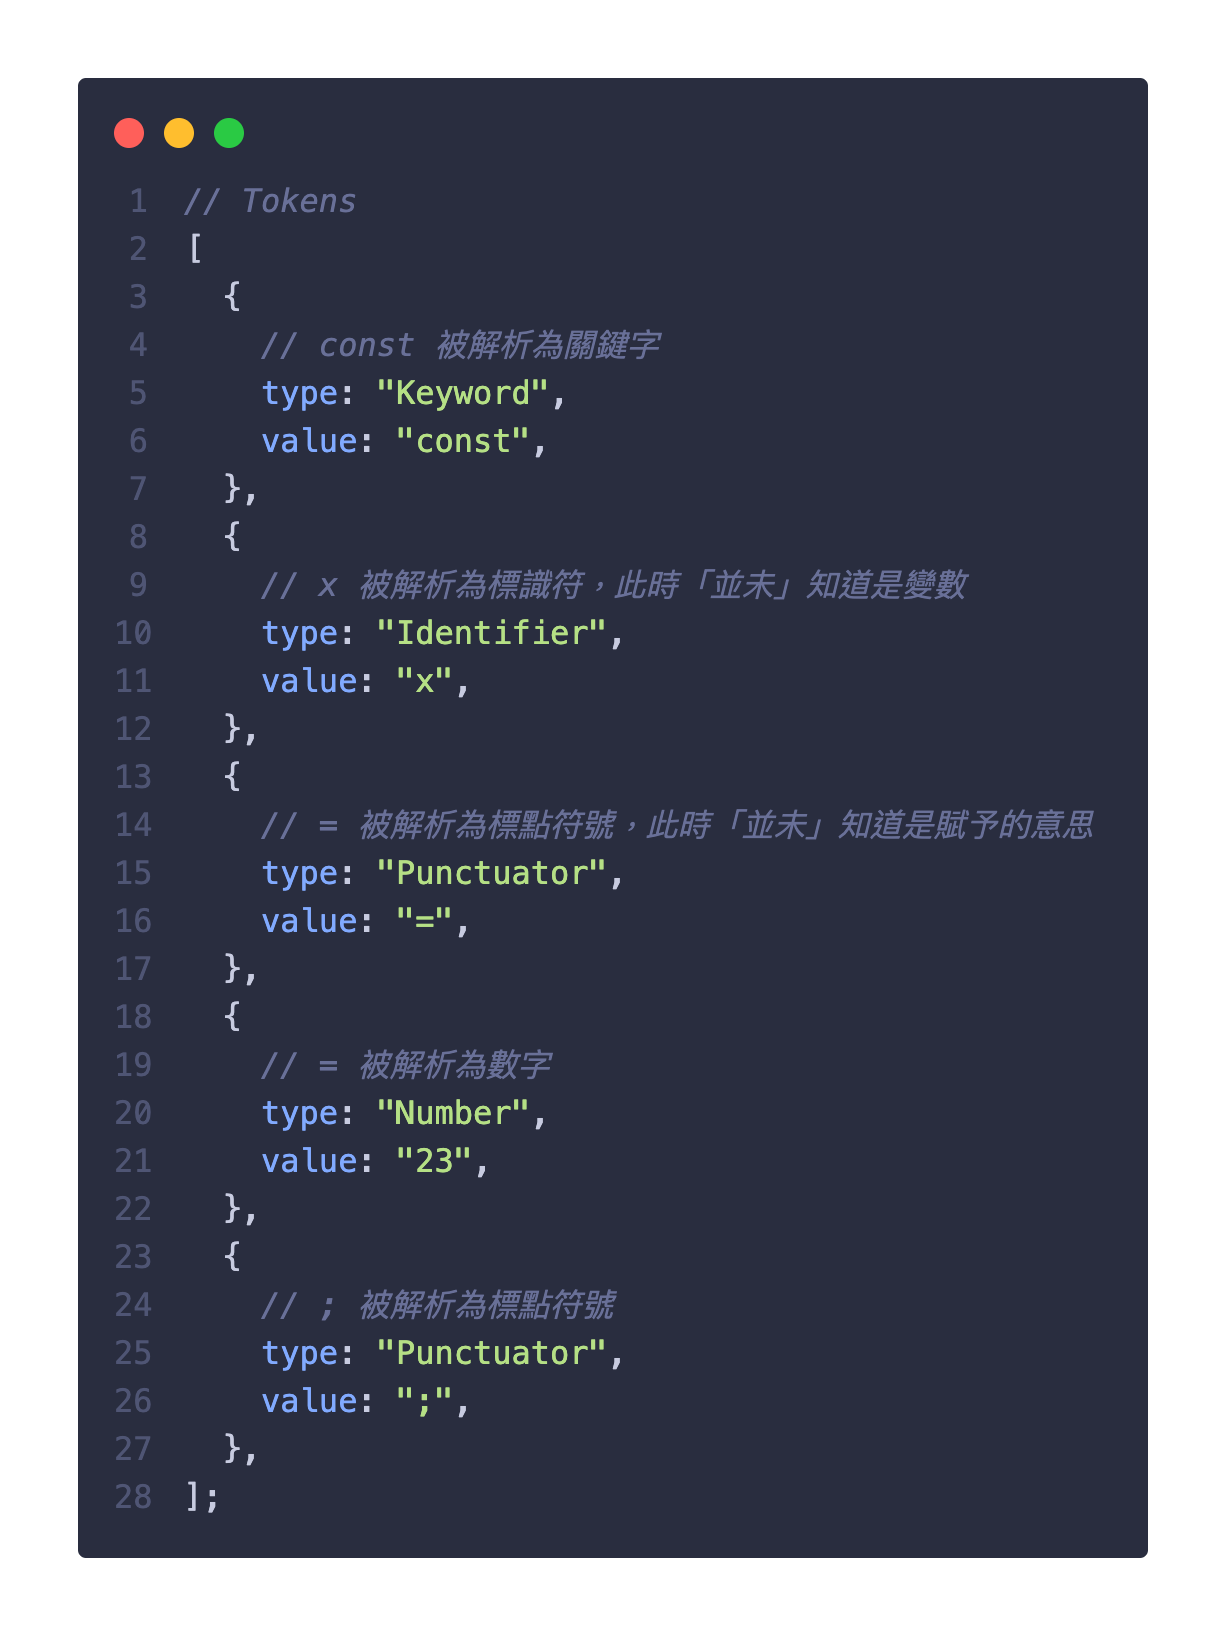 1 // Tokens
2 [
3   {
4     // const 被解析為關鍵字
5     type: "Keyword",
6     value: "const",
7   },
8   {
9     // x 被解析為標識符，此時「並未」知道是變數
10     type: "Identifier",
11     value: "x",
12   },
13   {
14     // = 被解析為標點符號，此時「並未」知道是賦予的意思
15     type: "Punctuator",
16     value: "=",
17   },
18   {
19     // = 被解析為數字
20     type: "Number",
21     value: "23",
22   },
23   {
24     // ; 被解析為標點符號
25     type: "Punctuator",
26     value: ";",
27   },
28 ];